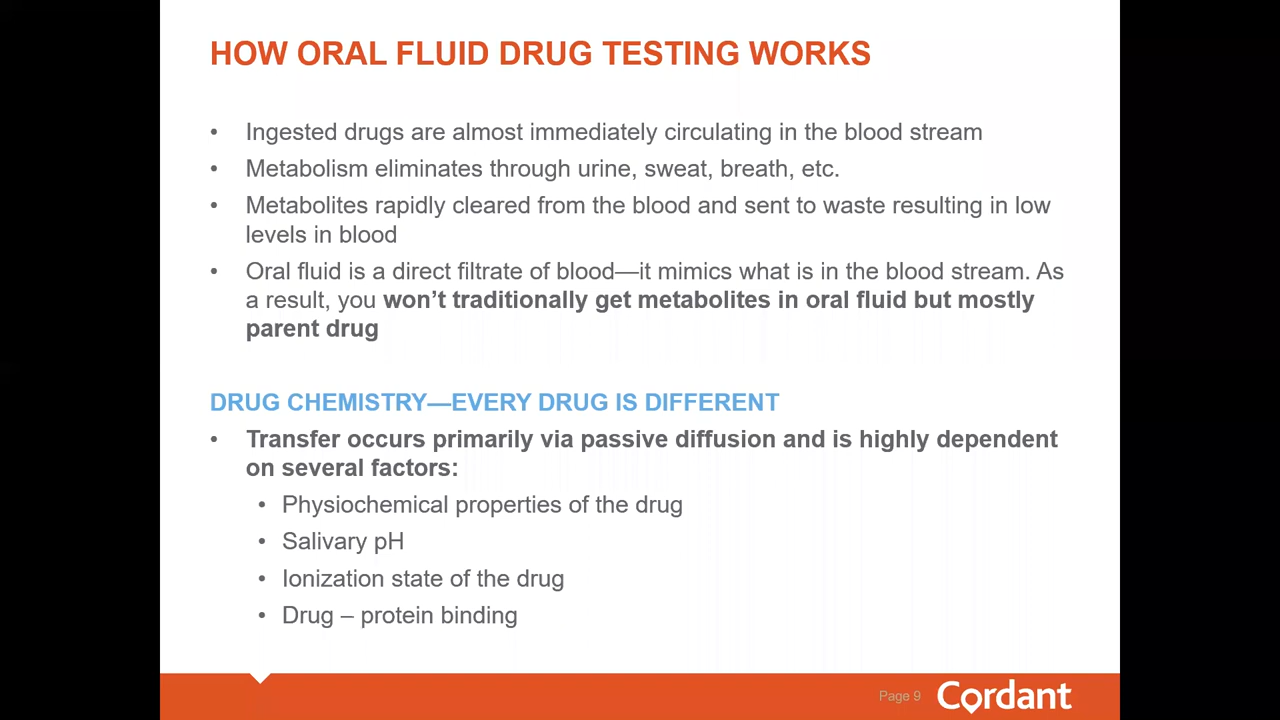 HOW ORAL FLUID DRUG TESTING WORKS
• Ingested drugs are almost immediately circulating in the blood stream
• Metabolism eliminates through urine, sweat, breath, etc.
• Metabolites rapidly cleared from the blood and sent to waste resulting in low
levels in blood
• Oral fluid is a direct filtrate of blood—it mimics what is in the blood stream. As
a result, you won’t traditionally get metabolites in oral fluid but mostly
parent drug
DRUG CHEMISTRY—EVERY DRUG IS DIFFERENT
• Transfer occurs primarily via passive diffusion and is highly dependent
on several factors:
• Physiochemical properties of the drug
• Salivary pH
• Ionization state of the drug
• Drug – protein binding
Page 9
Cordant